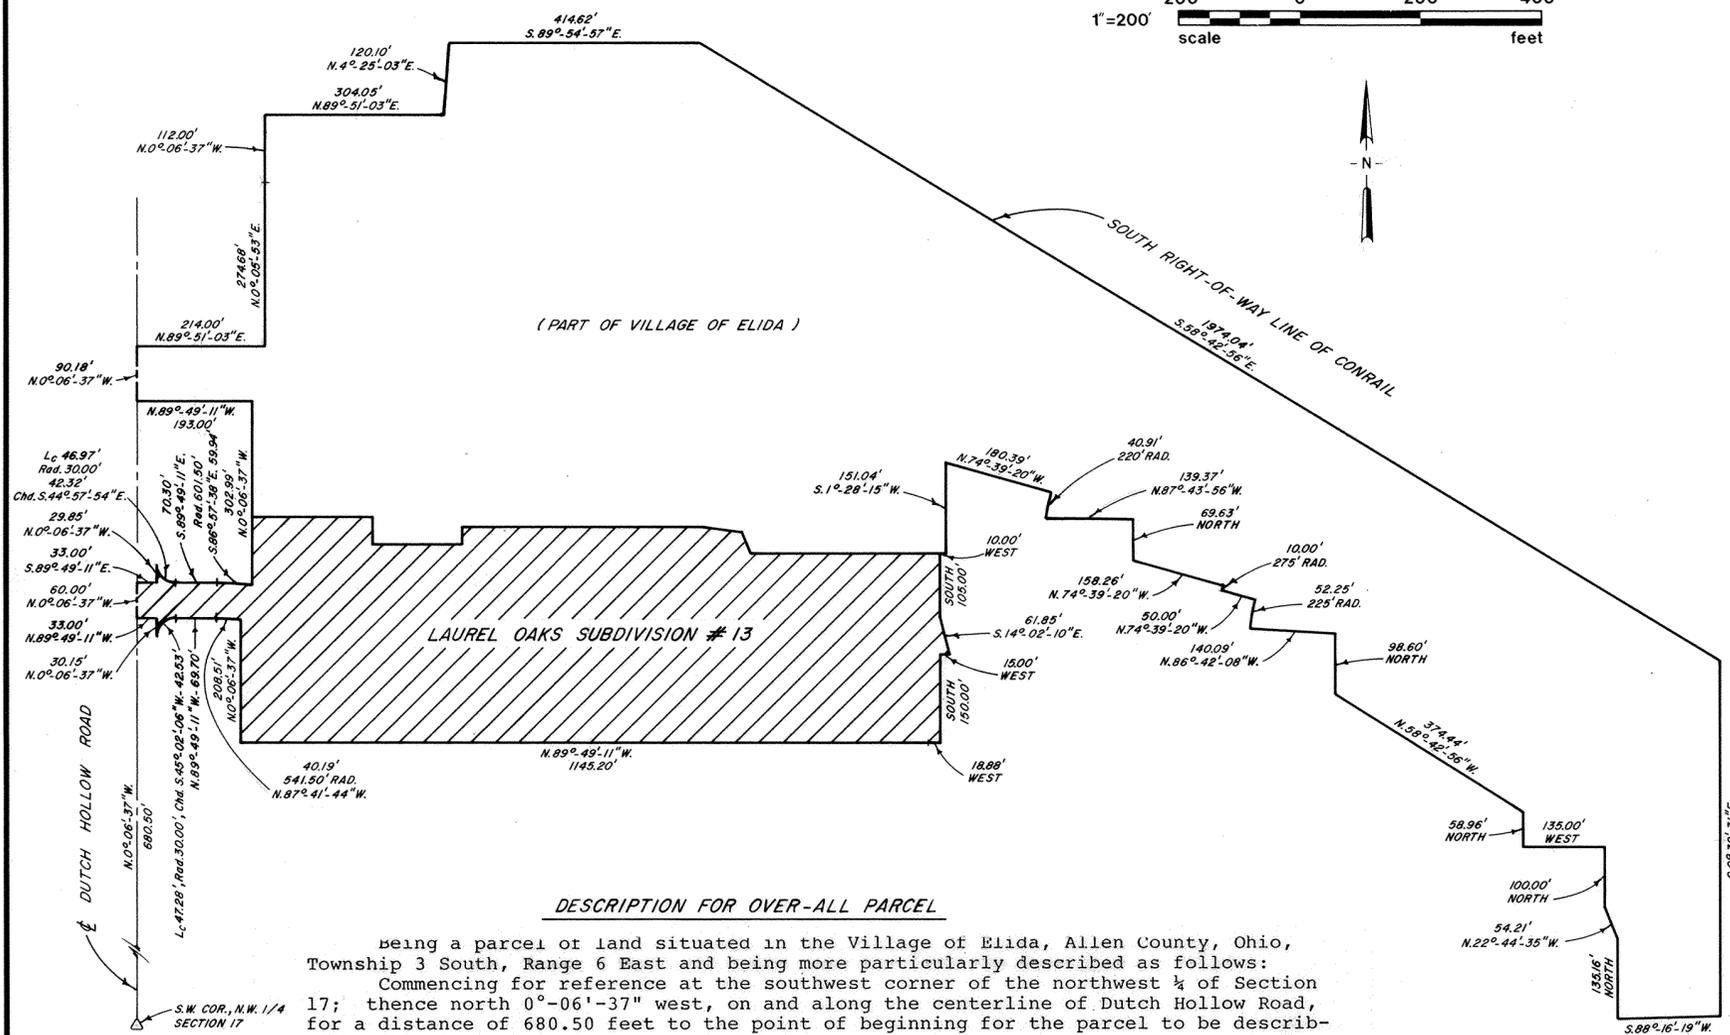 200 0 200 400
1"=200'
scale feet
414.62'
S.89°-54'-57"E.
120.10'
N.4°-25'-03"E.
304.05'
N.89°-51'-03"E.
112.00'
N.0°-06'-37"W.
- N -
274.68'
N.0°-05'-53"E.
SOUTH RIGHT-OF-WAY LINE OF CONRAIL
1974.04'
S.58°-42'-56"E.
(PART OF VILLAGE OF ELIDA)
214.00'
N.89°-51'-03"E.
90.18'
N.0°-06'-37"W.
N.89°-49'-11"W.
193.00'
Lc 46.97'
Rad. 30.00'
42.32'
Chd. S.44°-57'-54"E.
70.30'
S.89°-49'-11"E.
Rad. 601.50'
S.86°-57'-38"E. 59.94'
302.99'
N.0°-06'-37"W.
29.85'
N.0°-06'-37"W.
33.00'
S.89°-49'-11"E.
60.00'
N.0°-06'-37"W.
33.00'
N.89°-49'-11"W.
30.15'
N.0°-06'-37"W.
151.04'
S.1°-28'-15"W.
180.39'
N.74°-39'-20"W.
40.91'
220' RAD.
139.37'
N.87°-43'-56"W.
69.63'
NORTH
10.00'
WEST
10.00'
275' RAD.
158.26'
N.74°-39'-20"W.
52.25'
225' RAD.
50.00'
N.74°-39'-20"W.
140.09'
N.86°-42'-08"W.
98.60'
NORTH
SOUTH
105.00'
61.85'
S.14°-02'-10"E.
15.00'
WEST
SOUTH
150.00'
LAUREL OAKS SUBDIVISION # 13
208.51'
N.0°-06'-37"W.
Lc 47.28', Rad. 30.00', Chd. S.45°-02'-06"W.-42.53'
N.89°-49'-11"W.-69.70'
40.19'
541.50' RAD.
N.87°-41'-44"W.
N.89°-49'-11"W.
1145.20'
18.88'
WEST
374.44'
N.58°-42'-56"W.
58.96'
NORTH
135.00'
WEST
100.00'
NORTH
54.21'
N.22°-44'-35"W.
135.16'
NORTH
S.88°-16'-19"W.
℄ DUTCH HOLLOW ROAD
N.0°-06'-37"W.
680.50'
S.W. COR., N.W. 1/4
SECTION 17
DESCRIPTION FOR OVER-ALL PARCEL
Being a parcel of land situated in the Village of Elida, Allen County, Ohio,
Township 3 South, Range 6 East and being more particularly described as follows:
Commencing for reference at the southwest corner of the northwest ¼ of Section
17; thence north 0°-06'-37" west, on and along the centerline of Dutch Hollow Road,
for a distance of 680.50 feet to the point of beginning for the parcel to be describ-